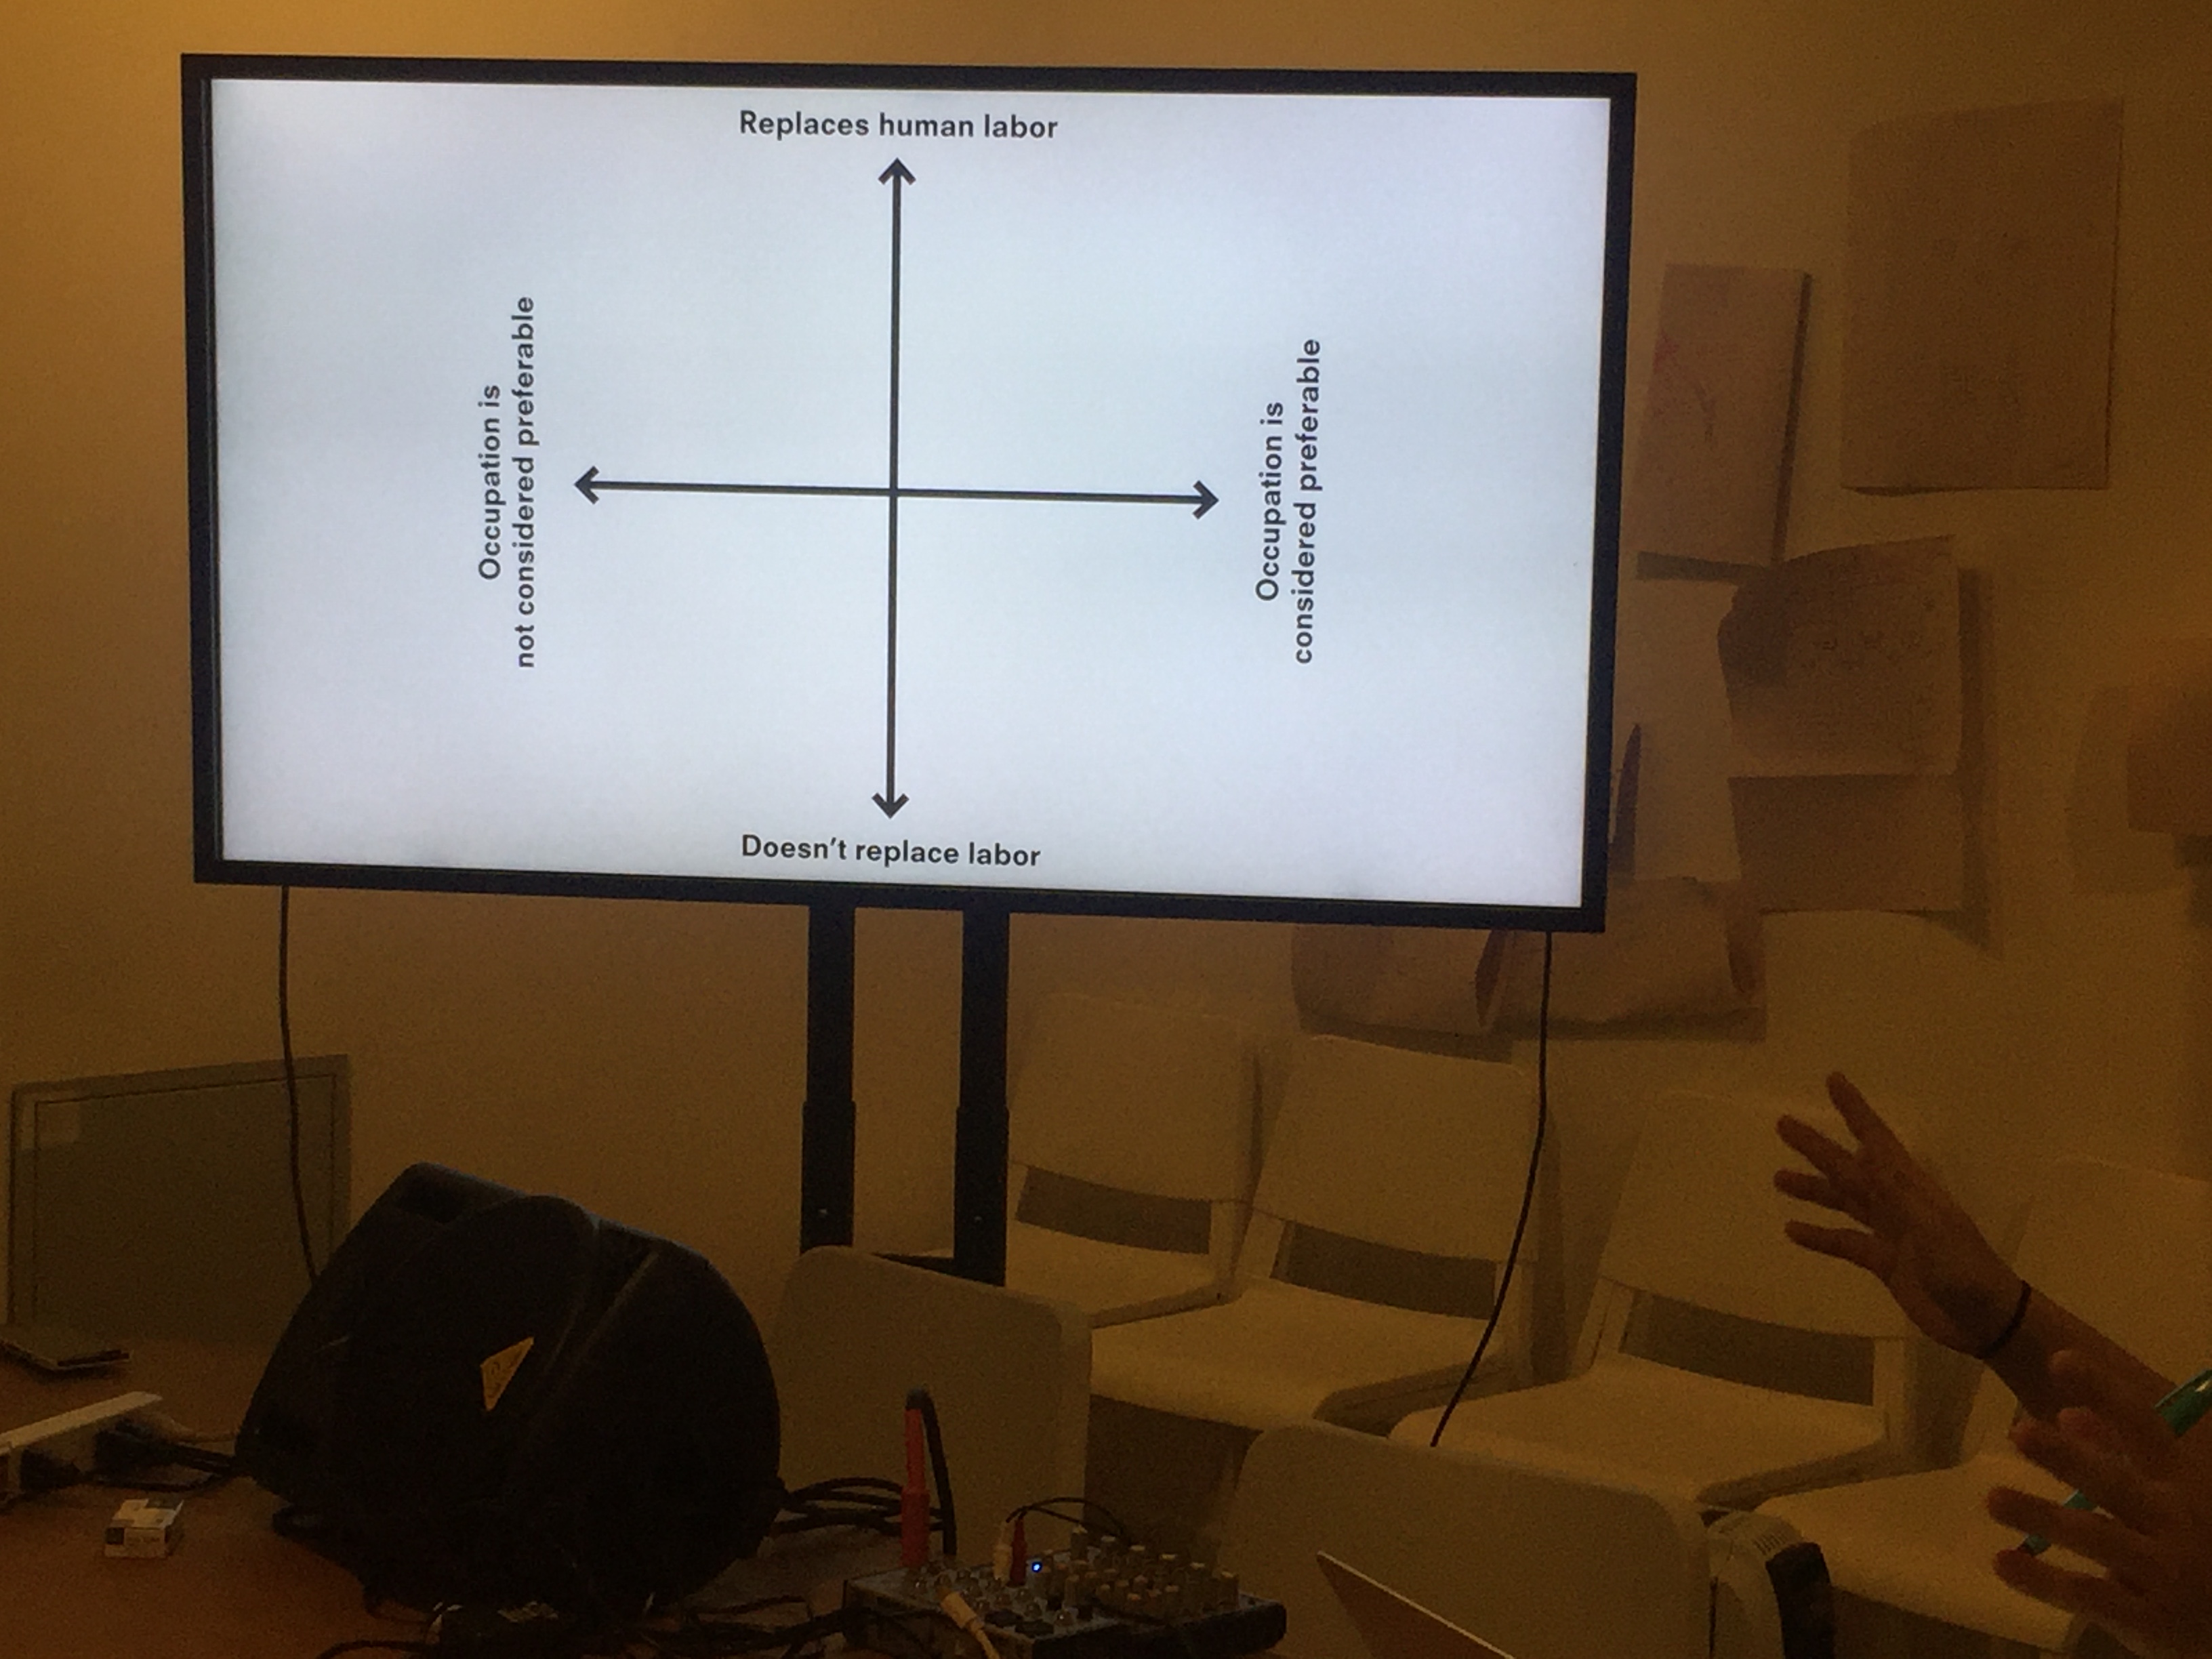 Replaces human labor
Occupation is
not considered preferable
Occupation is
considered preferable
Doesn't replace labor